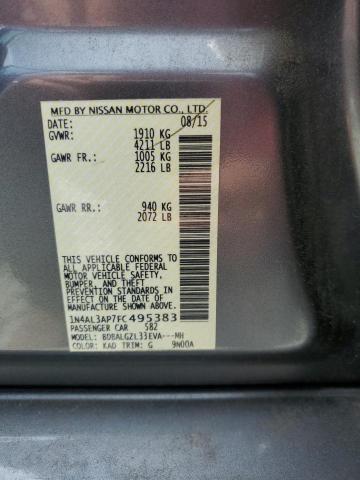 MFD BY NISSAN MOTOR CO., LTD.
DATE: 08/15
GVWR: 1910 KG
4211 LB
GAWR FR: 1005 KG
2216 LB
GAWR RR: 940 KG
2072 LB
THIS VEHICLE CONFORMS TO ALL
APPLICABLE FEDERAL MOTOR
VEHICLE SAFETY, BUMPER, AND
THEFT PREVENTION STANDARDS IN
EFFECT ON THE DATE OF
MANUFACTURE SHOWN ABOVE.
1N4AL3AP7FC495383
PASSENGER CAR 582
MODEL: BDBALGZL33EVA---MH
COLOR: KAD TRIM: G 9N00A